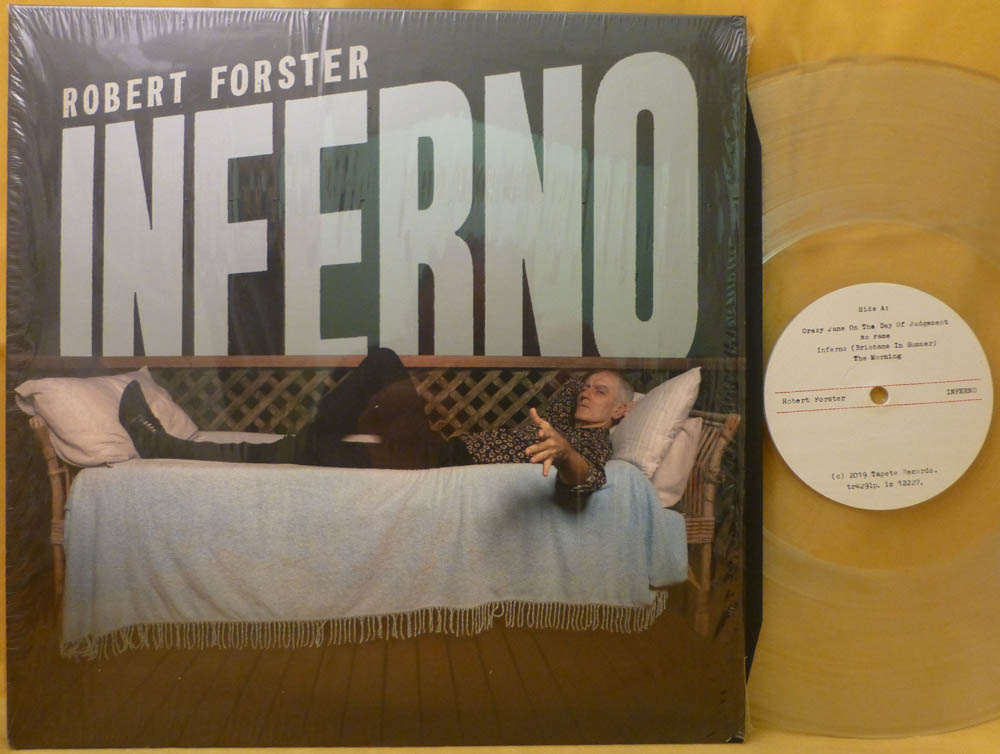 ROBERT FORSTER
INFERNO
Side A:
Crazy Jane On The Day Of Judgement
No Fame
Inferno (Brisbane In Summer)
The Morning
Robert Forster
INFERNO
(c) 2019 Tapete Records.
tr429lp. lc 12227.